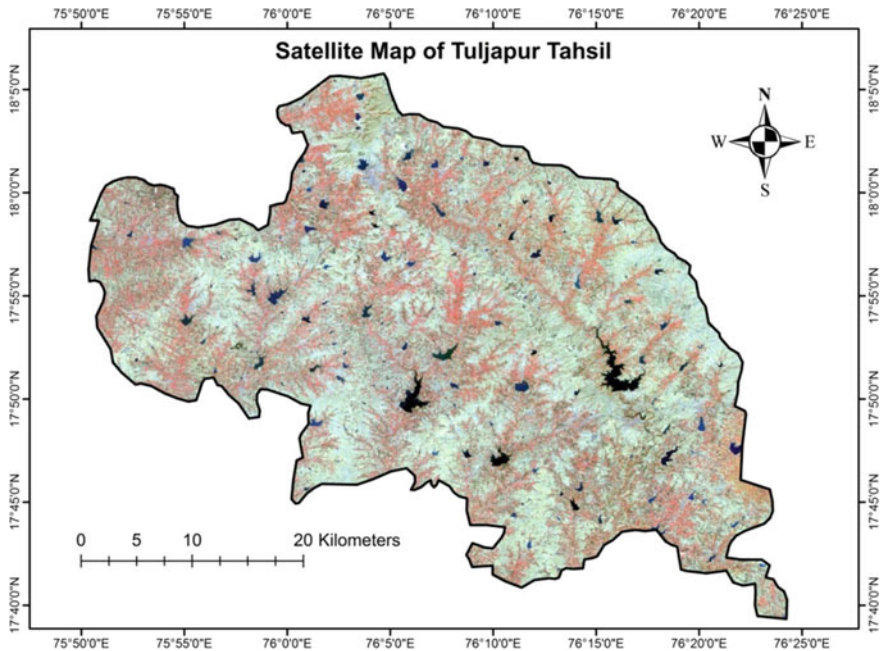 75°50'0"E 75°55'0"E 76°0'0"E 76°5'0"E 76°10'0"E 76°15'0"E 76°20'0"E 76°25'0"E
Satellite Map of Tuljapur Tahsil
N
W E
S
18°5'0"N
18°0'0"N
17°55'0"N
17°50'0"N
17°45'0"N
17°40'0"N
18°5'0"N
18°0'0"N
17°55'0"N
17°50'0"N
17°45'0"N
17°40'0"N
0 5 10 20 Kilometers
75°50'0"E 75°55'0"E 76°0'0"E 76°5'0"E 76°10'0"E 76°15'0"E 76°20'0"E 76°25'0"E